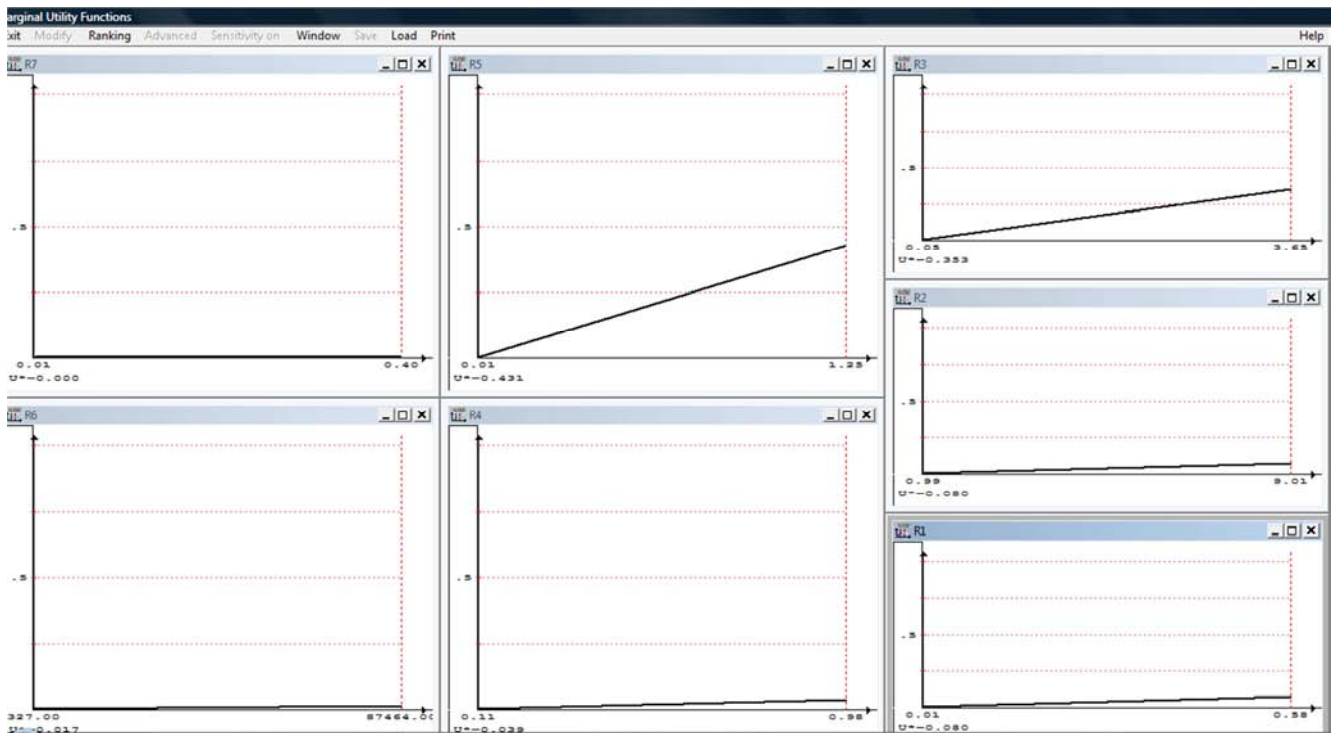 arginal Utility Functions
xit Modify Ranking Advanced Sensitivity on Window Save Load Print Help
R7
.5
0.01 0.40
U=-0.000
R5
.5
0.01 1.25
U=-0.431
R3
.5
0.05 3.65
U=-0.353
R2
.5
0.99 9.01
U=-0.080
R6
.5
327.00 87464.00
U=-0.017
R4
.5
0.11 0.98
U=-0.039
R1
.5
0.01 0.58
U=-0.080